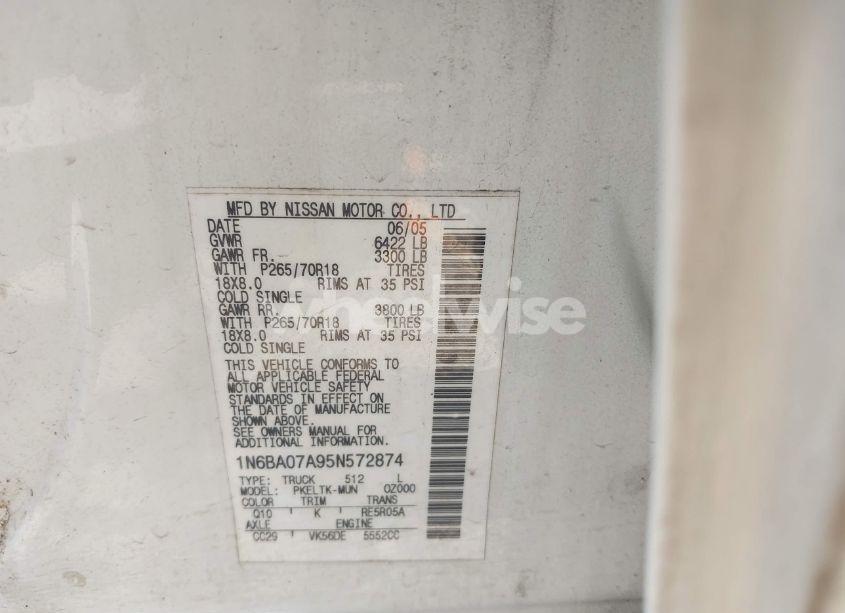 MFD BY NISSAN MOTOR CO., LTD
DATE 06/05
GVWR 6422 LB
GAWR FR. 3300 LB
WITH P265/70R18 TIRES
18X8.0 RIMS AT 35 PSI
COLD SINGLE
GAWR RR. 3800 LB
WITH P265/70R18 TIRES
18X8.0 RIMS AT 35 PSI
COLD SINGLE
THIS VEHICLE CONFORMS TO
ALL APPLICABLE FEDERAL
MOTOR VEHICLE SAFETY
STANDARDS IN EFFECT ON
THE DATE OF MANUFACTURE
SHOWN ABOVE.
SEE OWNERS MANUAL FOR
ADDITIONAL INFORMATION
1N6BA07A95N572874
TYPE: TRUCK 512 L
MODEL: PKELTK-MUN 0Z000
COLOR TRIM TRANS
Q10 K RE5R05A
AXLE ENGINE
CC29 VK56DE 5552CC
wheelwise